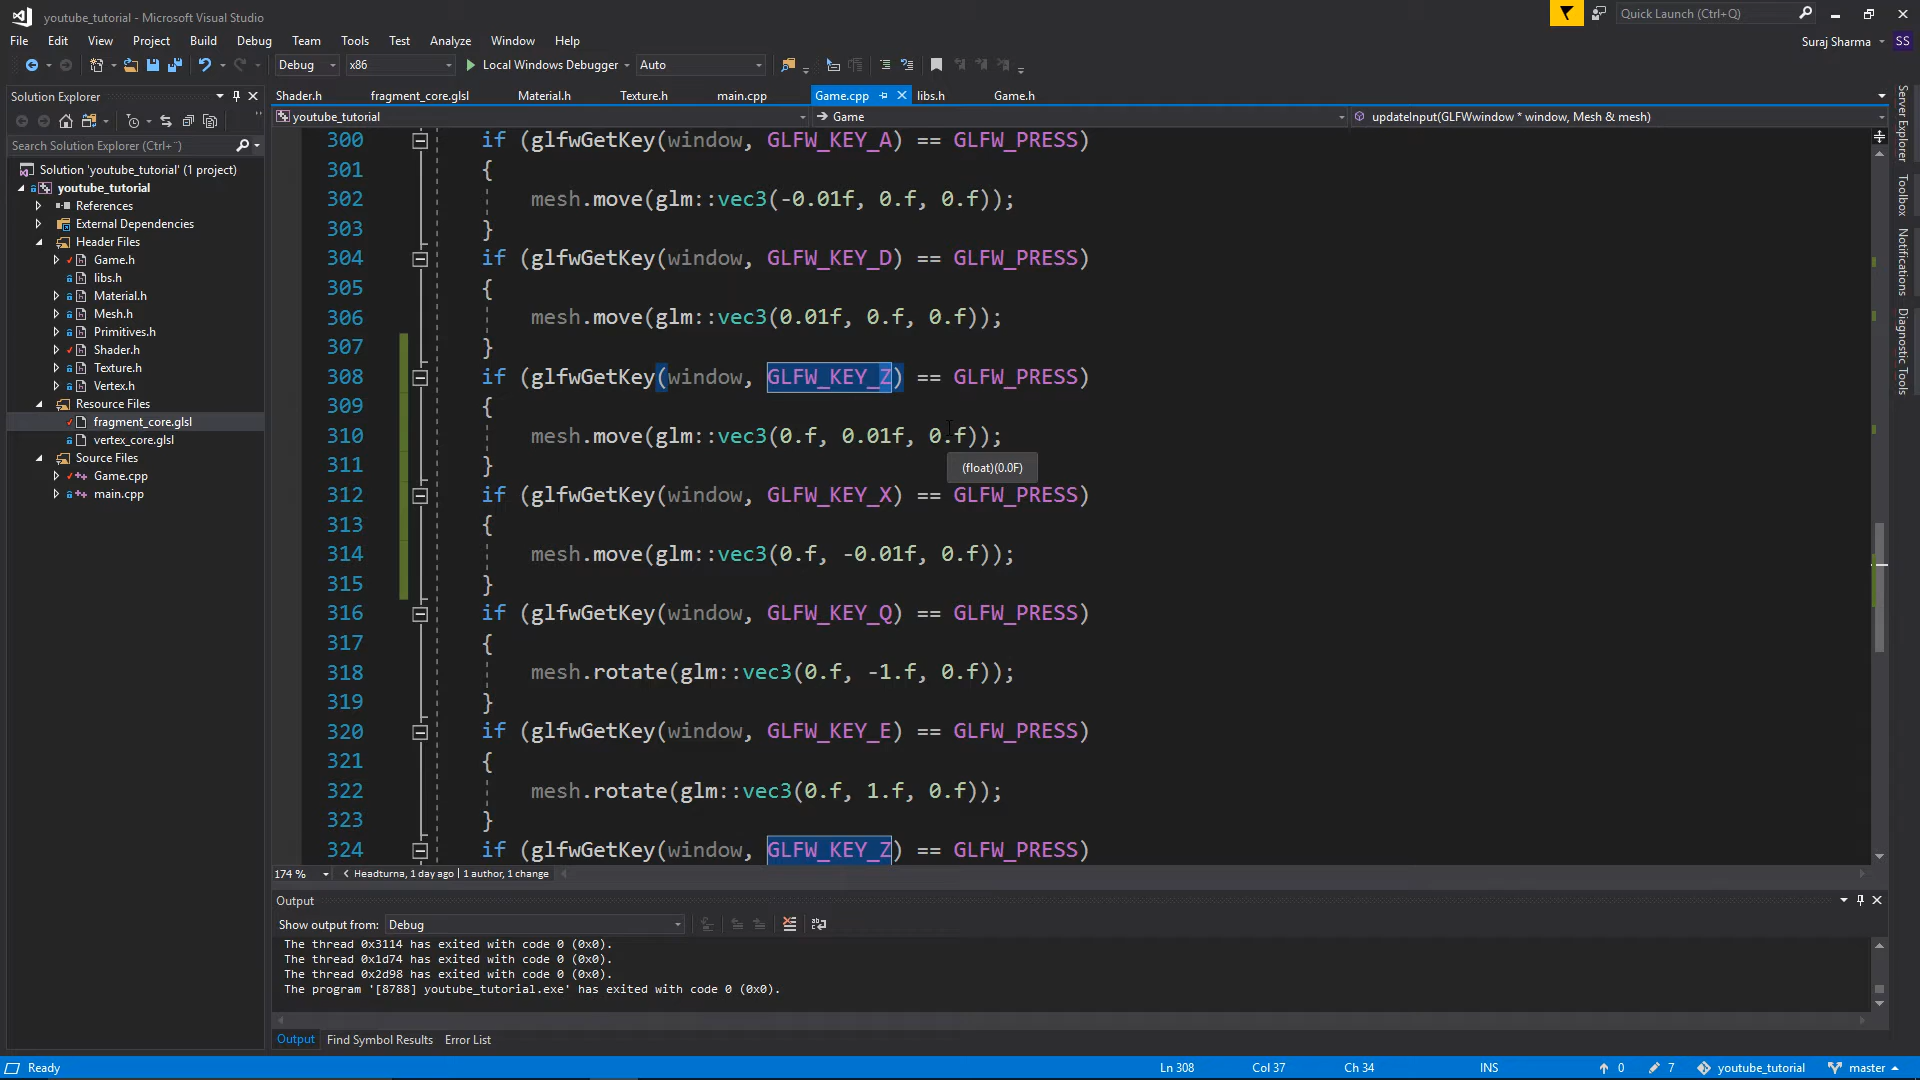 youtube_tutorial - Microsoft Visual Studio
Quick Launch (Ctrl+Q)
File Edit View Project Build Debug Team Tools Test Analyze Window Help
Suraj Sharma SS
Debug x86 Local Windows Debugger Auto
Solution Explorer
Search Solution Explorer (Ctrl+¨)
Solution 'youtube_tutorial' (1 project)
youtube_tutorial
References
External Dependencies
Header Files
Game.h
libs.h
Material.h
Mesh.h
Primitives.h
Shader.h
Texture.h
Vertex.h
Resource Files
fragment_core.glsl
vertex_core.glsl
Source Files
Game.cpp
main.cpp
Shader.h fragment_core.glsl Material.h Texture.h main.cpp Game.cpp libs.h Game.h
youtube_tutorial Game updateInput(GLFWwindow * window, Mesh & mesh)
300 if (glfwGetKey(window, GLFW_KEY_A) == GLFW_PRESS)
301 {
302 mesh.move(glm::vec3(-0.01f, 0.f, 0.f));
303 }
304 if (glfwGetKey(window, GLFW_KEY_D) == GLFW_PRESS)
305 {
306 mesh.move(glm::vec3(0.01f, 0.f, 0.f));
307 }
308 if (glfwGetKey(window, GLFW_KEY_Z) == GLFW_PRESS)
309 {
310 mesh.move(glm::vec3(0.f, 0.01f, 0.f));
311 }
(float)(0.0F)
312 if (glfwGetKey(window, GLFW_KEY_X) == GLFW_PRESS)
313 {
314 mesh.move(glm::vec3(0.f, -0.01f, 0.f));
315 }
316 if (glfwGetKey(window, GLFW_KEY_Q) == GLFW_PRESS)
317 {
318 mesh.rotate(glm::vec3(0.f, -1.f, 0.f));
319 }
320 if (glfwGetKey(window, GLFW_KEY_E) == GLFW_PRESS)
321 {
322 mesh.rotate(glm::vec3(0.f, 1.f, 0.f));
323 }
324 if (glfwGetKey(window, GLFW_KEY_Z) == GLFW_PRESS)
174 % Headturna, 1 day ago | 1 author, 1 change
Output
Show output from: Debug
The thread 0x3114 has exited with code 0 (0x0).
The thread 0x1d74 has exited with code 0 (0x0).
The thread 0x2d98 has exited with code 0 (0x0).
The program '[8788] youtube_tutorial.exe' has exited with code 0 (0x0).
Output Find Symbol Results Error List
Ready Ln 308 Col 37 Ch 34 INS 0 7 youtube_tutorial master
Server Explorer
Toolbox
Notifications
Diagnostic Tools